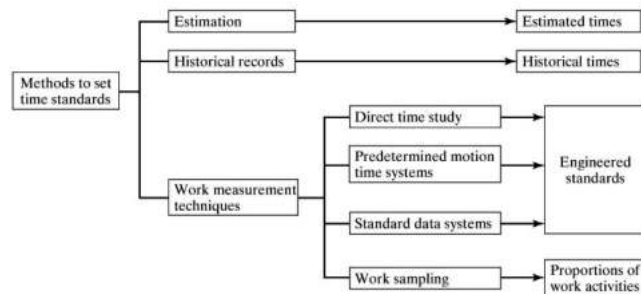 Estimation
Estimated times
Historical records
Historical times
Methods to set
time standards
Direct time study
Predetermined motion
time systems
Engineered
standards
Work measurement
techniques
Standard data systems
Work sampling
Proportions of
work activities